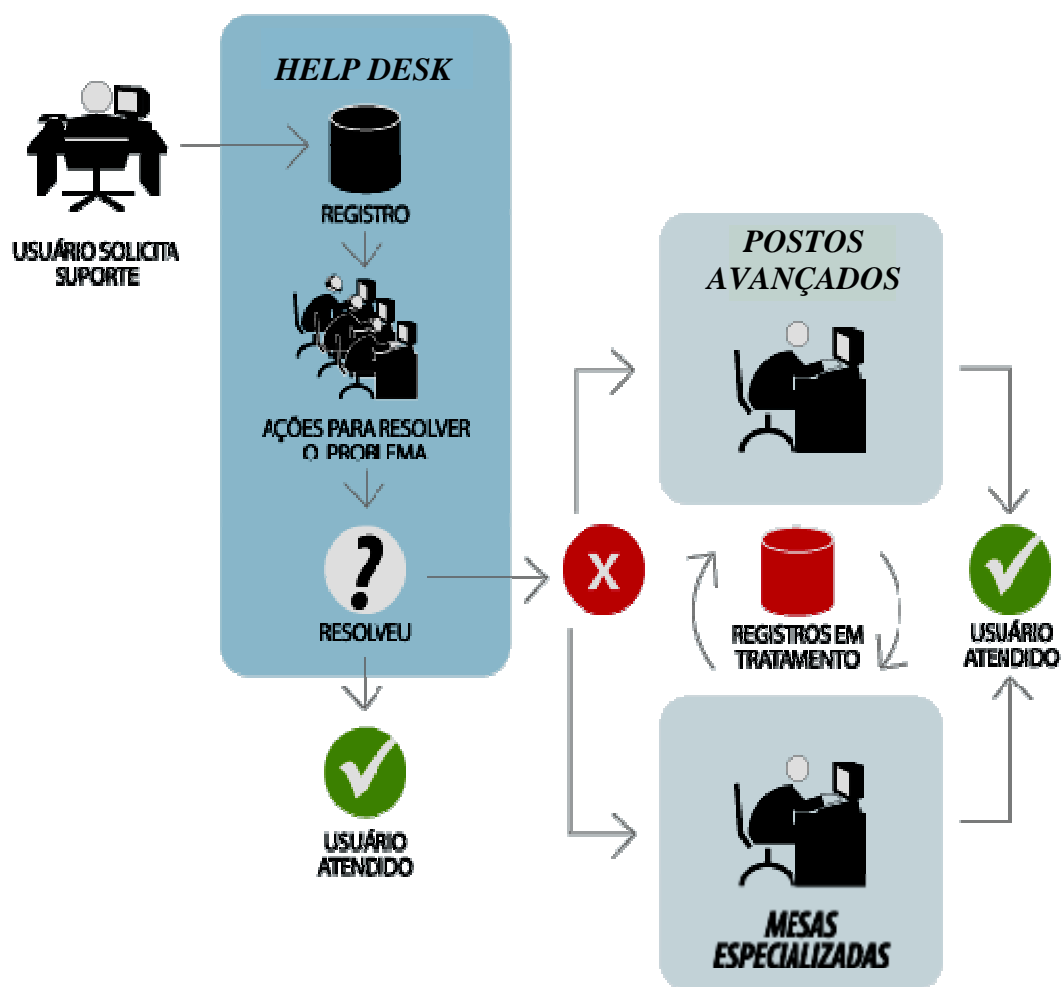 HELP DESK
USUÁRIO SOLICITA
SUPORTE
REGISTRO
AÇÕES PARA RESOLVER
O PROBLEMA
?
RESOLVEU
USUÁRIO
ATENDIDO
X
POSTOS
AVANÇADOS
REGISTROS EM
TRATAMENTO
USUÁRIO
ATENDIDO
MESAS
ESPECIALIZADAS